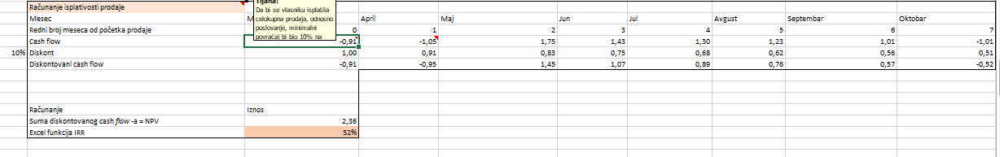 Računanje isplativosti prodaje
Tijana:
Da bi se vlasniku isplatila
celokupna prodaja, odnosno
poslovanje, minimalni
povraćaj bi bio 10% na
Mesec April Maj Jun Jul Avgust Septembar Oktobar
Redni broj meseca od početka prodaje 0 1 2 3 4 5 6 7
Cash flow -0,91 -1,05 1,75 1,43 1,30 1,23 1,01 -1,01
10% Diskont 1,00 0,91 0,83 0,75 0,68 0,62 0,56 0,51
Diskontovani cash flow -0,91 -0,95 1,45 1,07 0,89 0,76 0,57 -0,52
Računanje Iznos
Suma diskontovanog cash flow -a = NPV 2,36
Excel funkcija IRR 52%